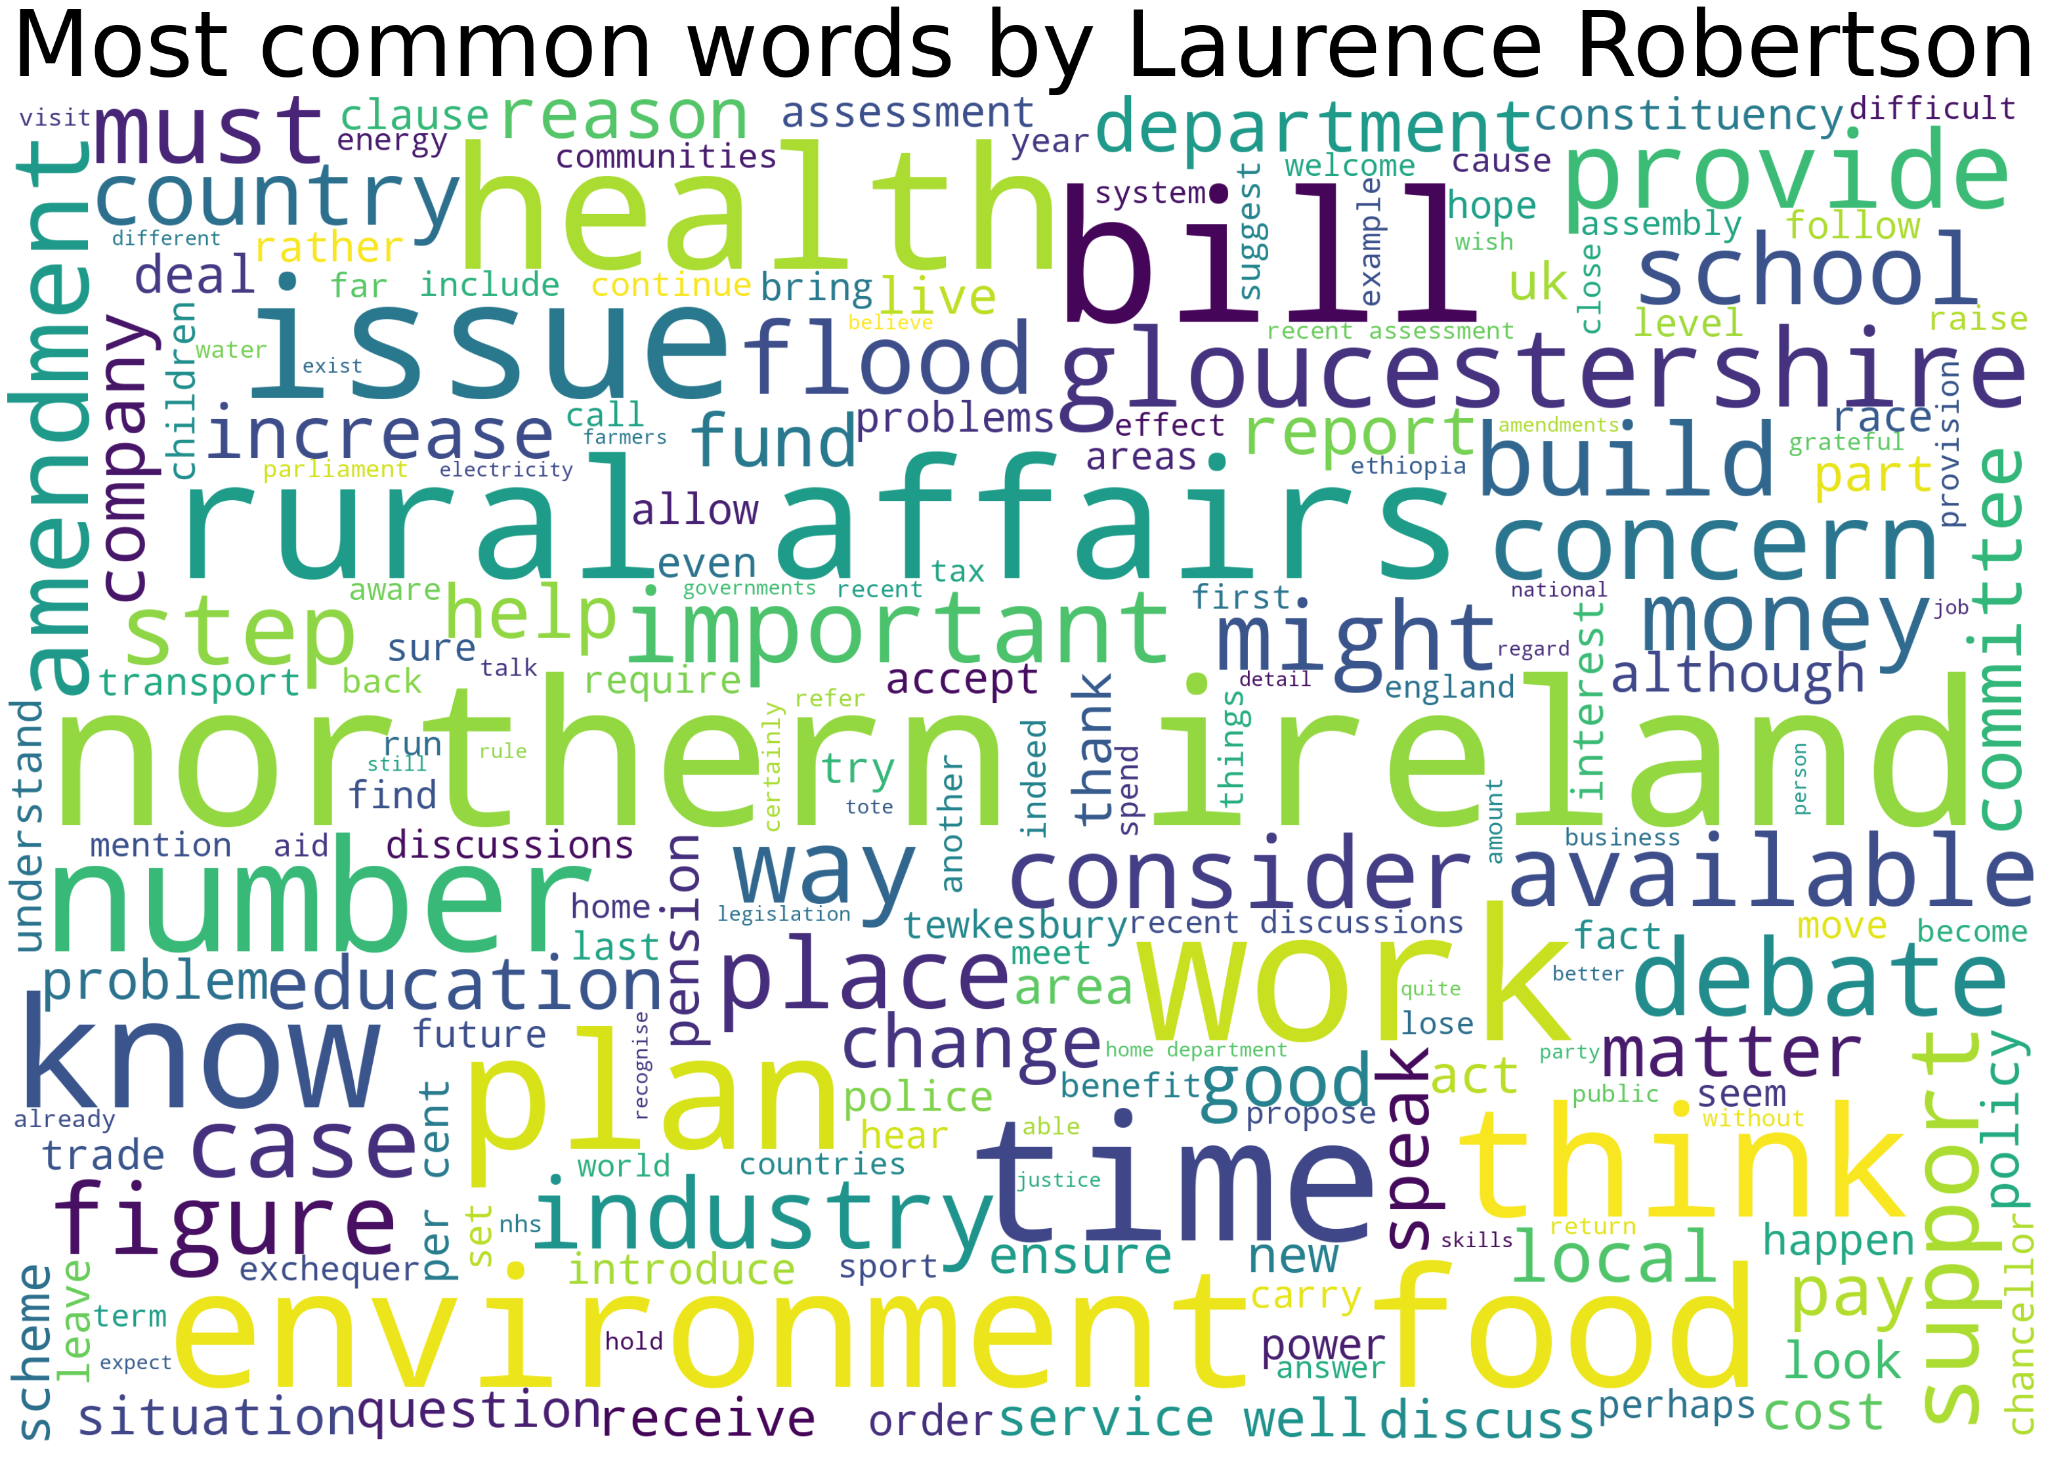 Most common words by Laurence Robertson
visit
must
clause
reason
assessment
department
constituency
difficult
energy
communities
year
welcome
cause
provide
amendment
country
health
system
bill
suggest
example
hope
different
rather
wish
assembly
follow
deal
far
include
continue
bring
live
uk
close
school
company
children
water
issue
exist
flood
believe
recent assessment
level
raise
gloucestershire
increase
call
farmers
fund
problems
effect
report
amendments
race
grateful
provision
parliament
electricity
areas
ethiopia
build
part
rural affairs
allow
concern
committee
even
tax
aware
governments
recent
first
national
step
help
important
might
interest
money
job
sure
talk
regard
transport
back
require
accept
detail
england
although
understand
northern ireland
refer
thank
things
run
still
rule
certainly
try
another
indeed
spend
person
find
tote
amount
mention
aid
discussions
way
consider
business
available
number
home
pension
legislation
tewkesbury
recent discussions
fact
move
become
last
meet
work
problem
education
place
area
better
debate
quite
know
future
recognise
change
home department
lose
party
matter
support
policy
plan
police
benefit
good
speak
act
public
seem
already
per cent
hear
able
propose
think
without
trade
case
world
countries
justice
time
figure
set
nhs
industry
ensure
new
skills
return
local
happen
chancellor
scheme
leave
exchequer
introduce
sport
term
environment food
carry
pay
hold
power
expect
answer
look
situation
question
receive
order
service
well
discuss
perhaps
cost